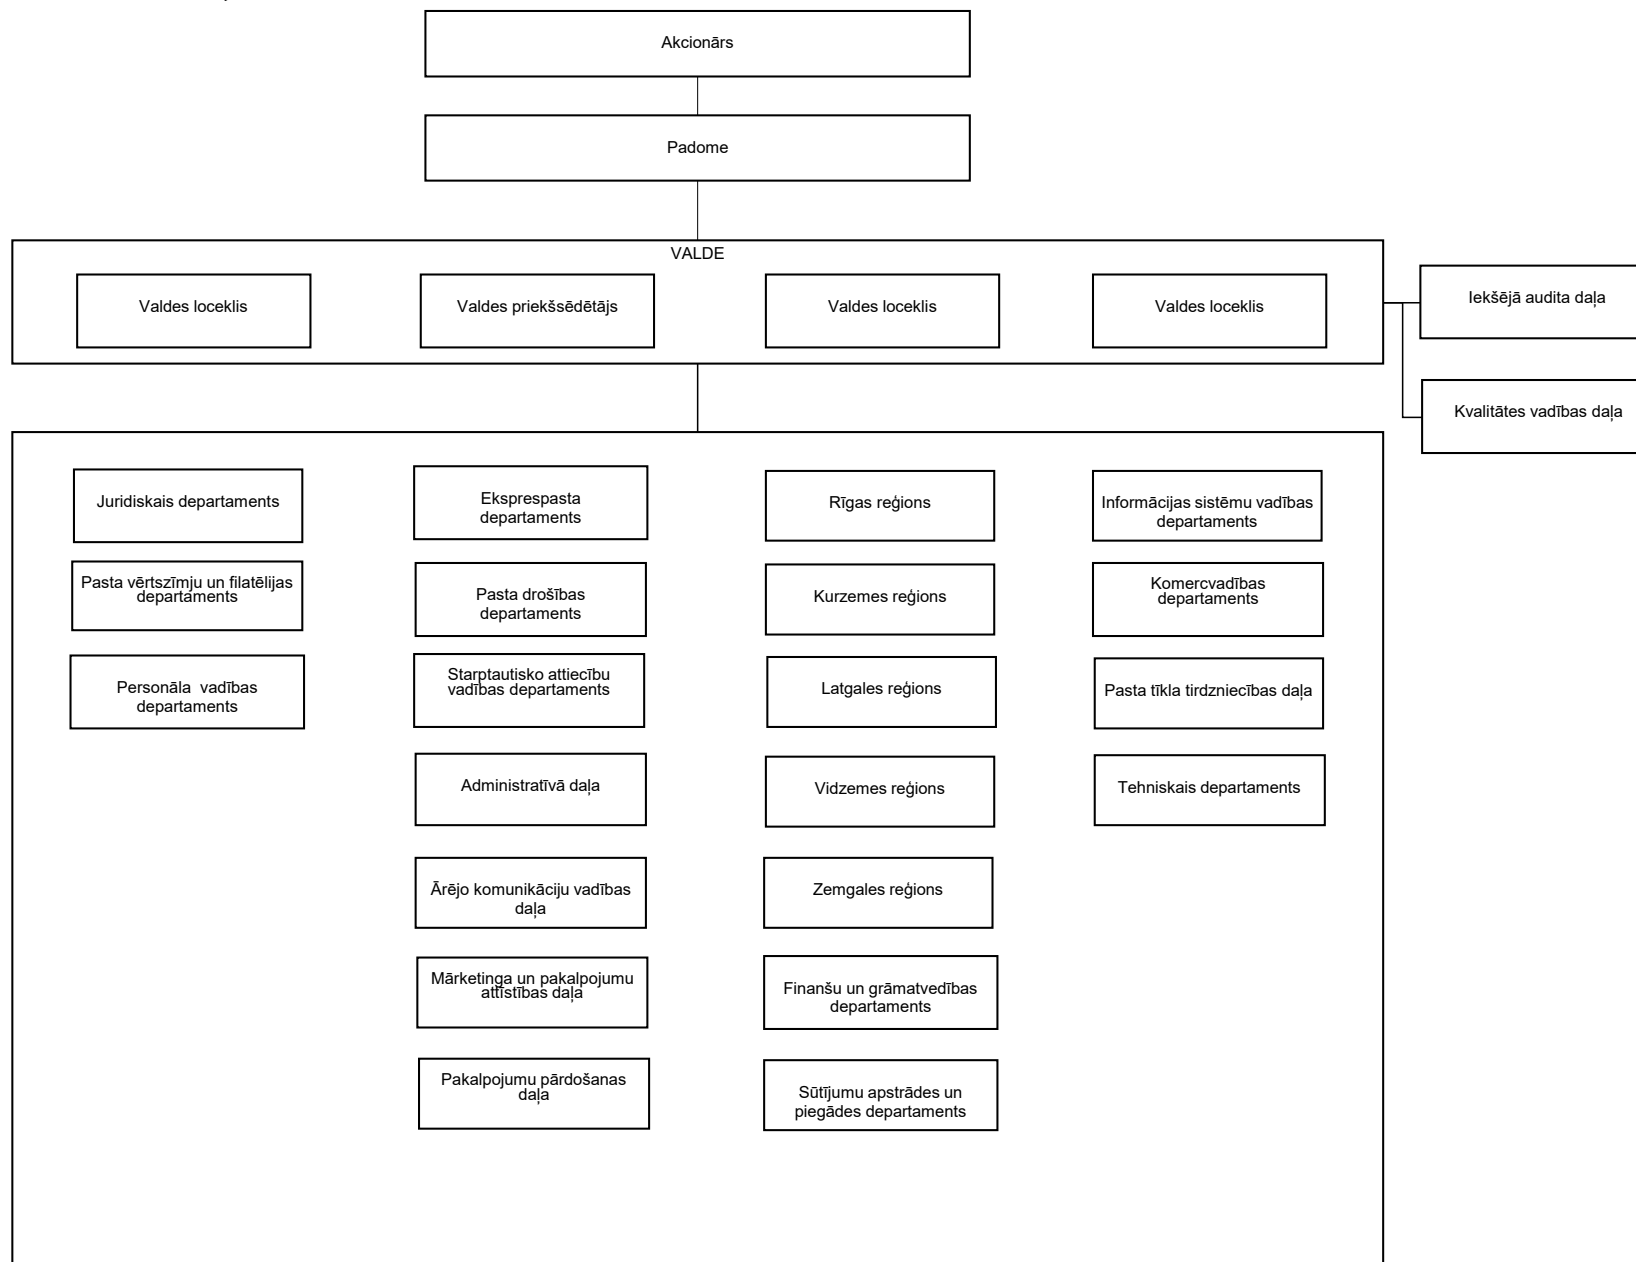 Akcionārs
Padome
VALDE
Valdes loceklis
Valdes priekšsēdētājs
Valdes loceklis
Valdes loceklis
Iekšējā audita daļa
Kvalitātes vadības daļa
Juridiskais departaments
Pasta vērtszīmju un filatēlijas
departaments
Personāla vadības
departaments
Eksprespasta
departaments
Pasta drošības
departaments
Starptautisko attiecību
vadības departaments
Administratīvā daļa
Ārējo komunikāciju vadības
daļa
Mārketinga un pakalpojumu
attīstības daļa
Pakalpojumu pārdošanas
daļa
Rīgas reģions
Kurzemes reģions
Latgales reģions
Vidzemes reģions
Zemgales reģions
Finanšu un grāmatvedības
departaments
Sūtījumu apstrādes un
piegādes departaments
Informācijas sistēmu vadības
departaments
Komercvadības
departaments
Pasta tīkla tirdzniecības daļa
Tehniskais departaments